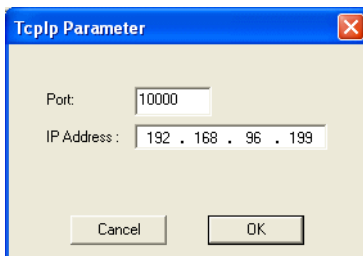 TcpIp Parameter
Port: 10000
IP Address : 192 . 168 . 96 . 199
Cancel OK